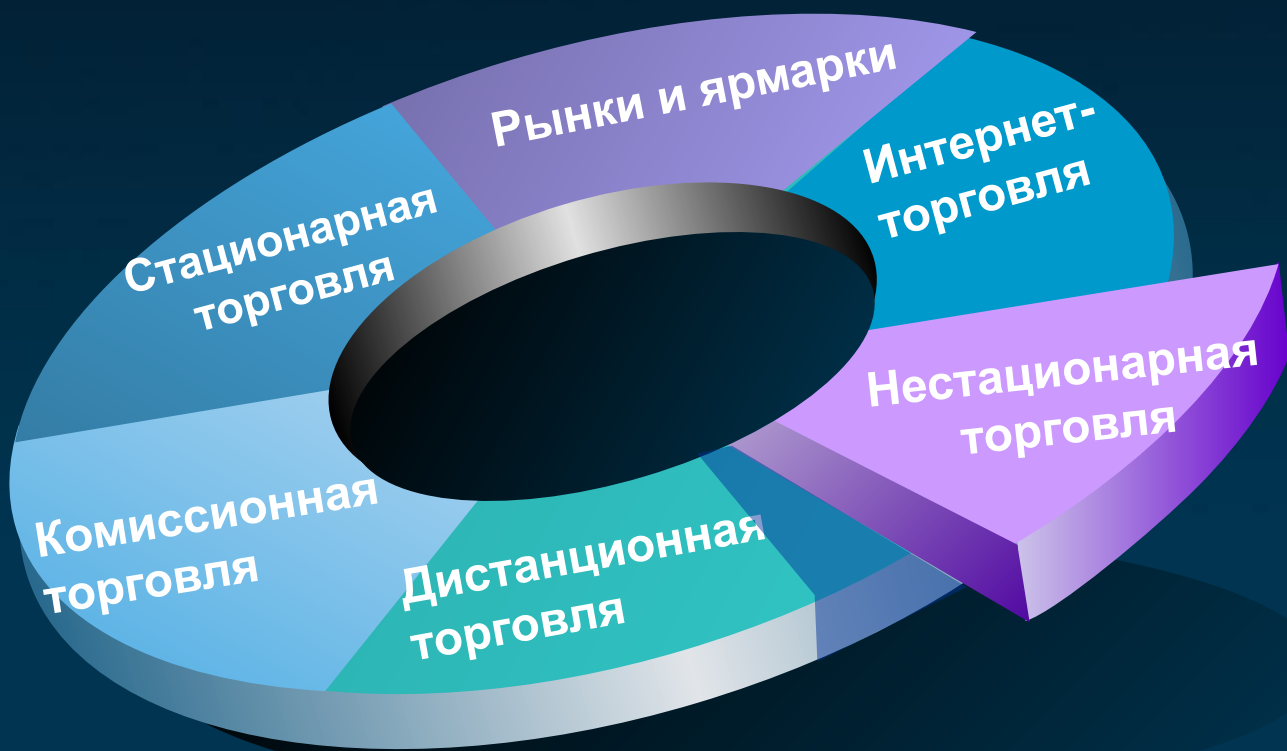 Рынки и ярмарки
Интернет-
торговля
Стационарная
торговля
Нестационарная
торговля
Комиссионная
торговля
Дистанционная
торговля